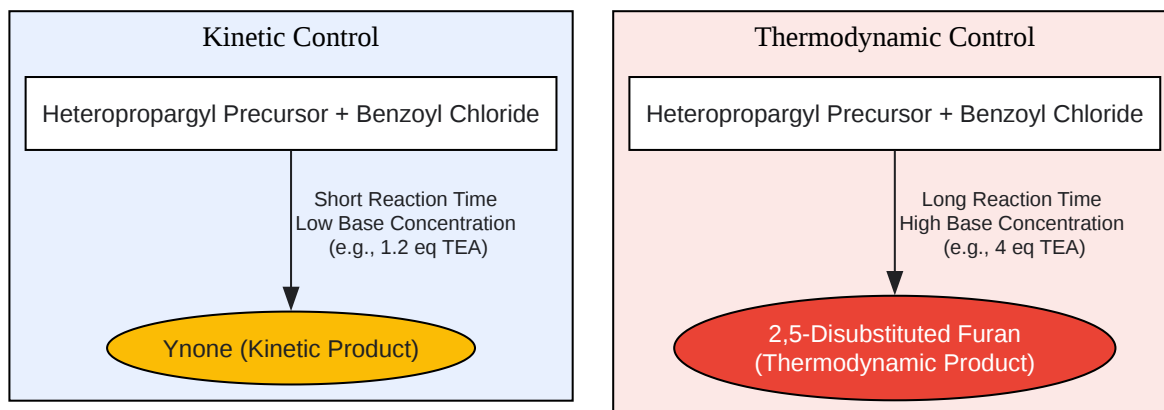 Kinetic Control
Heteropropargyl Precursor + Benzoyl Chloride
Short Reaction Time
Low Base Concentration
(e.g., 1.2 eq TEA)
Ynone (Kinetic Product)
Thermodynamic Control
Heteropropargyl Precursor + Benzoyl Chloride
Long Reaction Time
High Base Concentration
(e.g., 4 eq TEA)
2,5-Disubstituted Furan
(Thermodynamic Product)